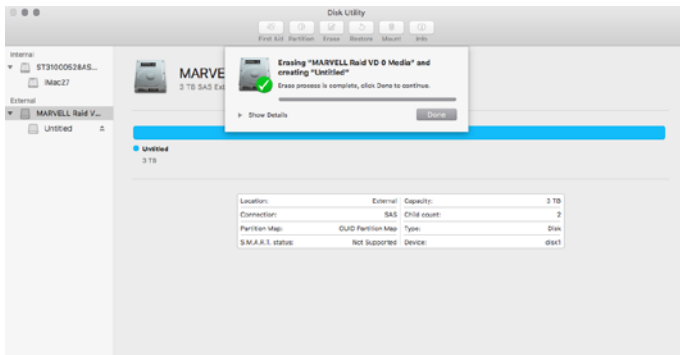 Disk Utility
First Aid Partition Erase Restore Mount Info
Internal
ST31000528AS...
iMac27
External
MARVELL Raid V...
Untitled
MARVE
3 TB SAS Ext
Erasing "MARVELL Raid VD 0 Media" and
creating "Untitled"
Erase process is complete, click Done to continue.
Show Details
Done
Untitled
3 TB
Location: External Capacity: 3 TB
Connection: SAS Child count: 2
Partition Map: GUID Partition Map Type: Disk
S.M.A.R.T. status: Not Supported Device: disk1